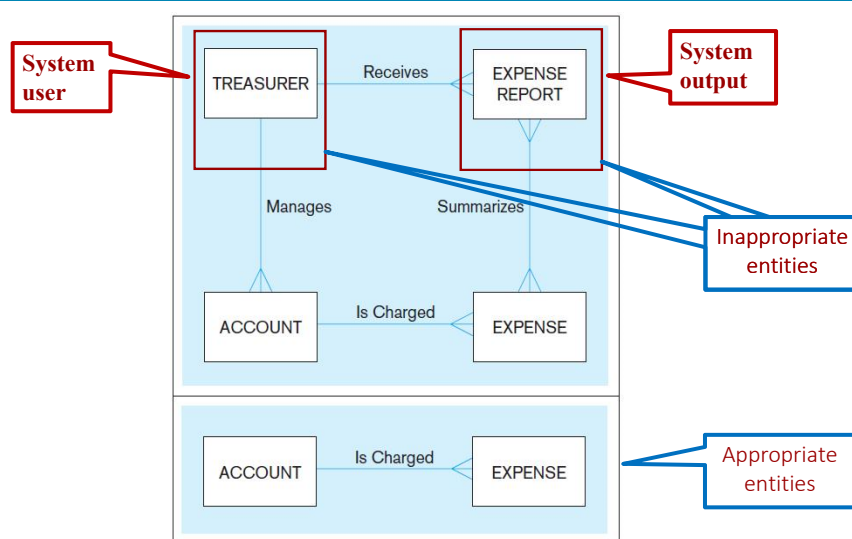 System
user
TREASURER
Receives
EXPENSE
REPORT
System
output
Manages
Summarizes
Inappropriate
entities
ACCOUNT
Is Charged
EXPENSE
ACCOUNT
Is Charged
EXPENSE
Appropriate
entities